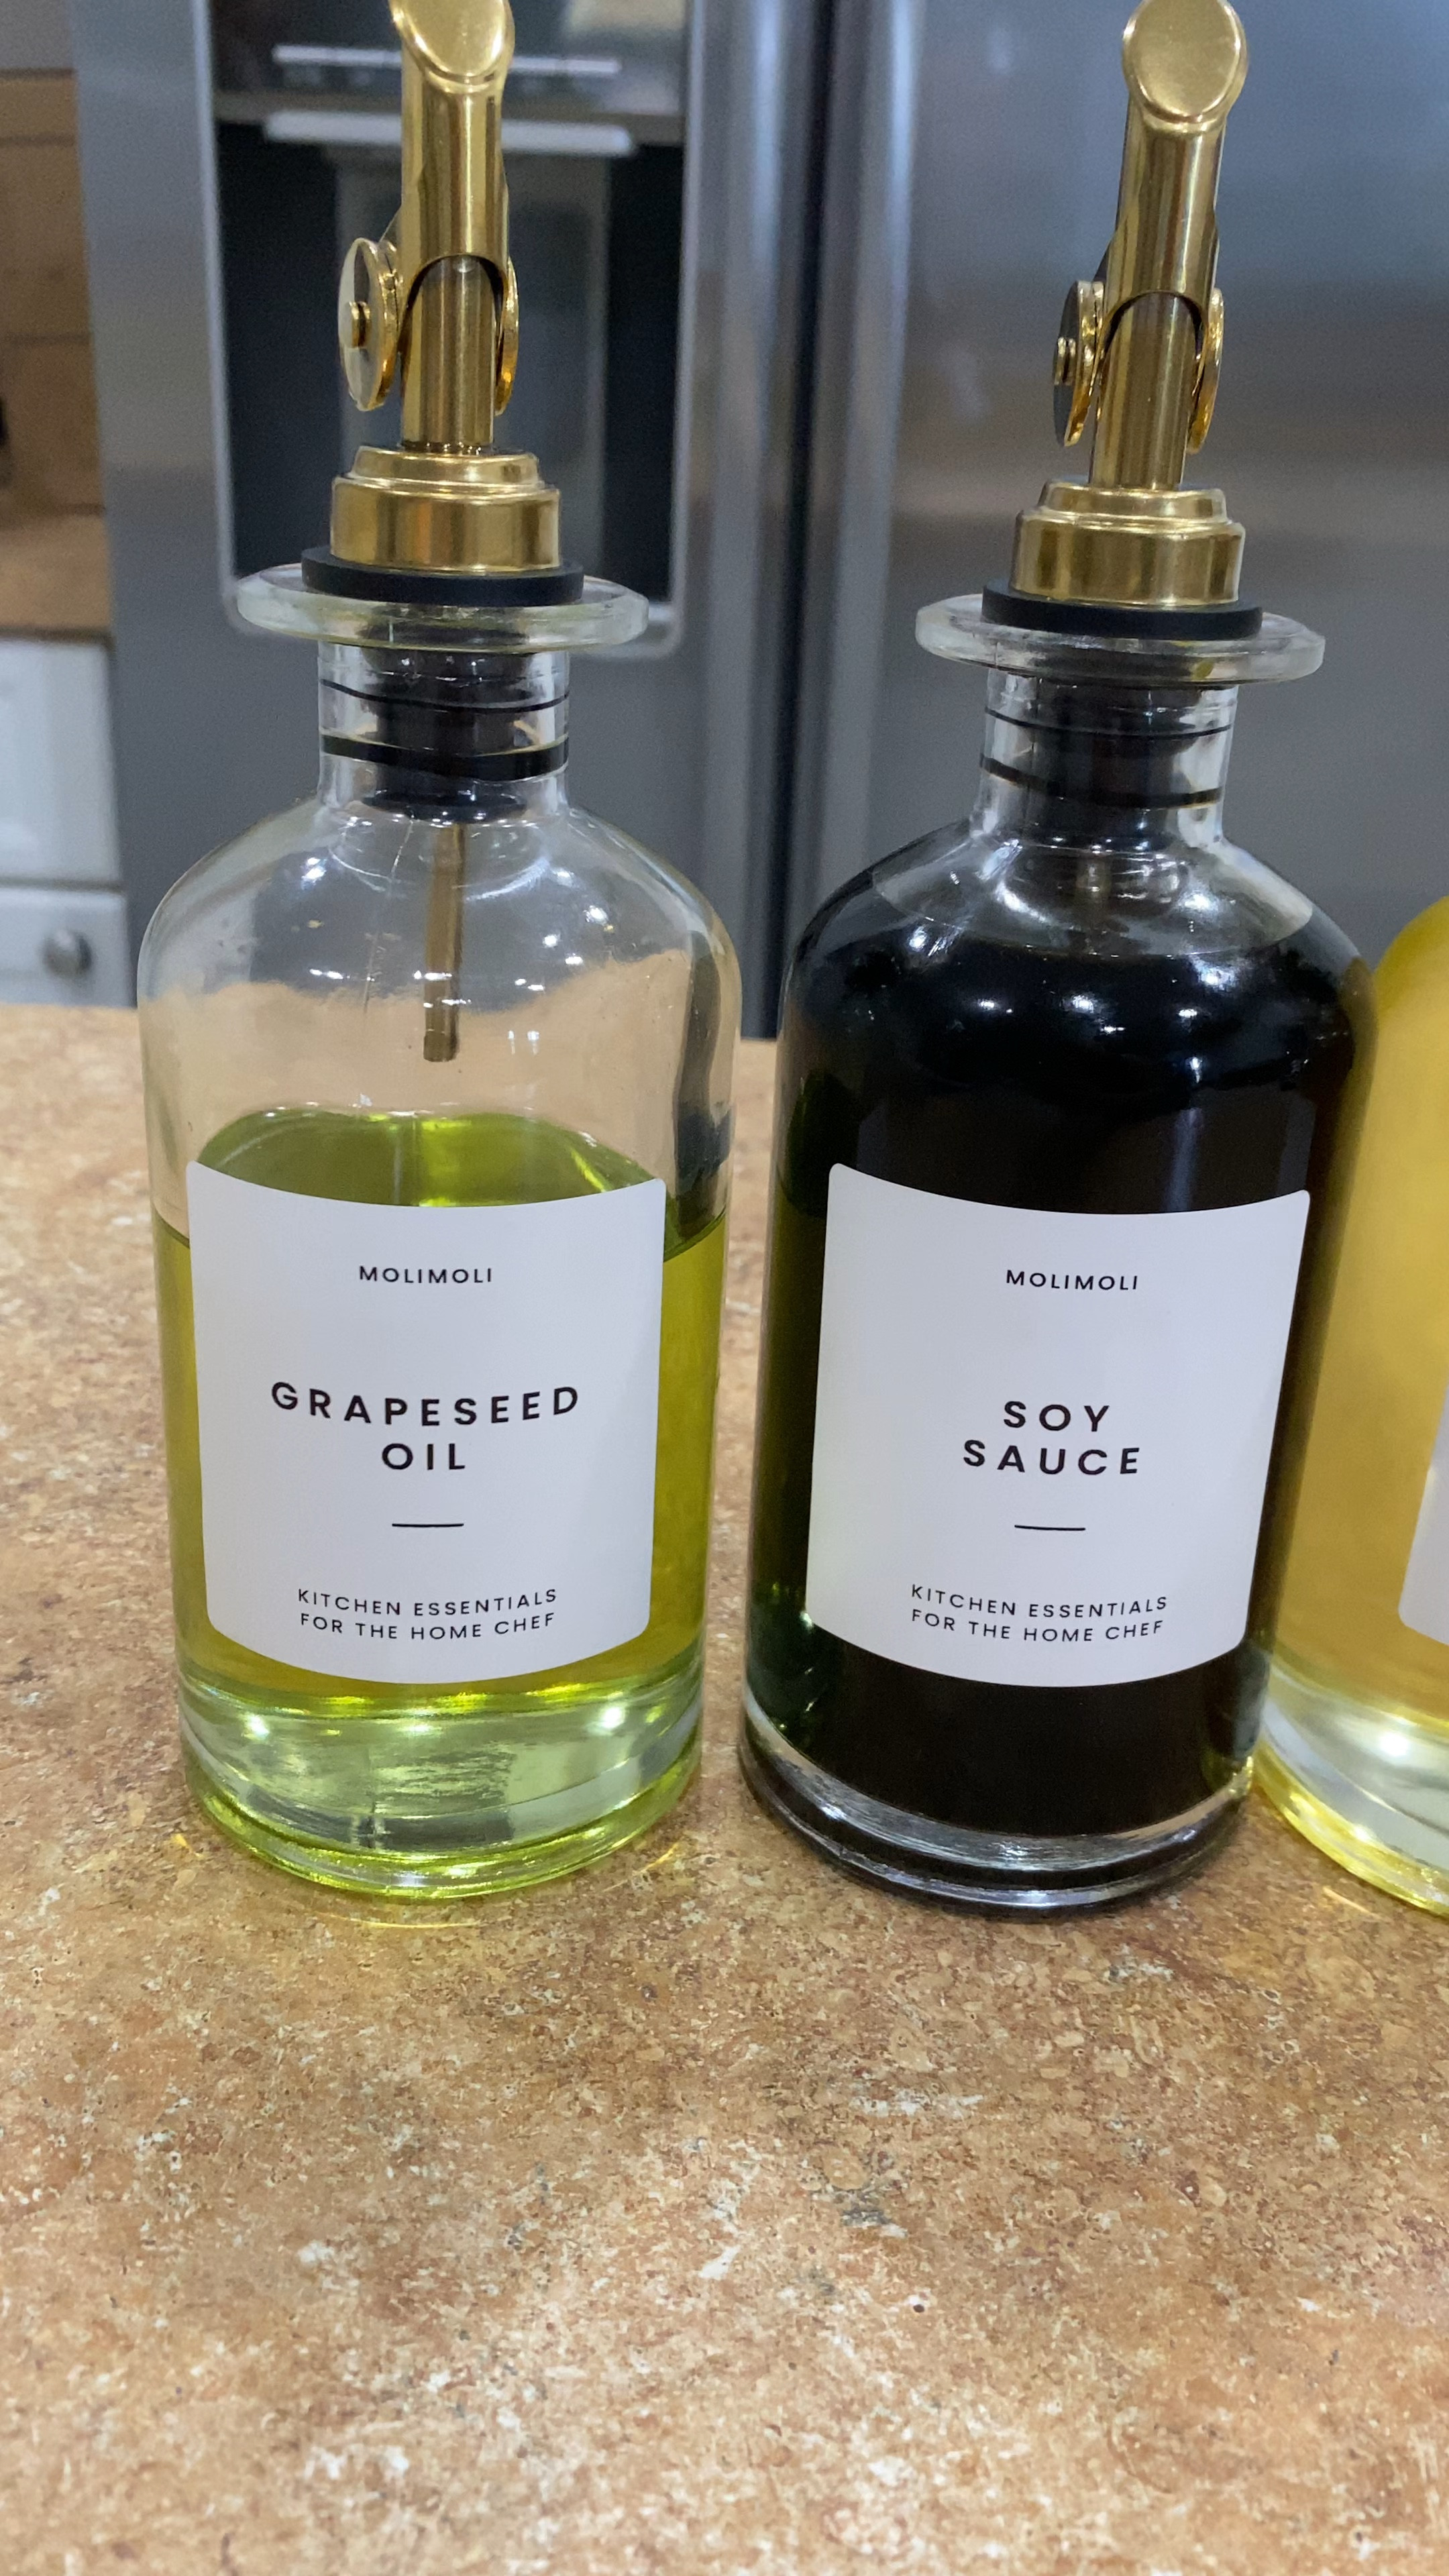 MOLIMOLI
GRAPESEED
OIL
KITCHEN ESSENTIALS
FOR THE HOME CHEF
MOLIMOLI
SOY
SAUCE
KITCHEN ESSENTIALS
FOR THE HOME CHEF